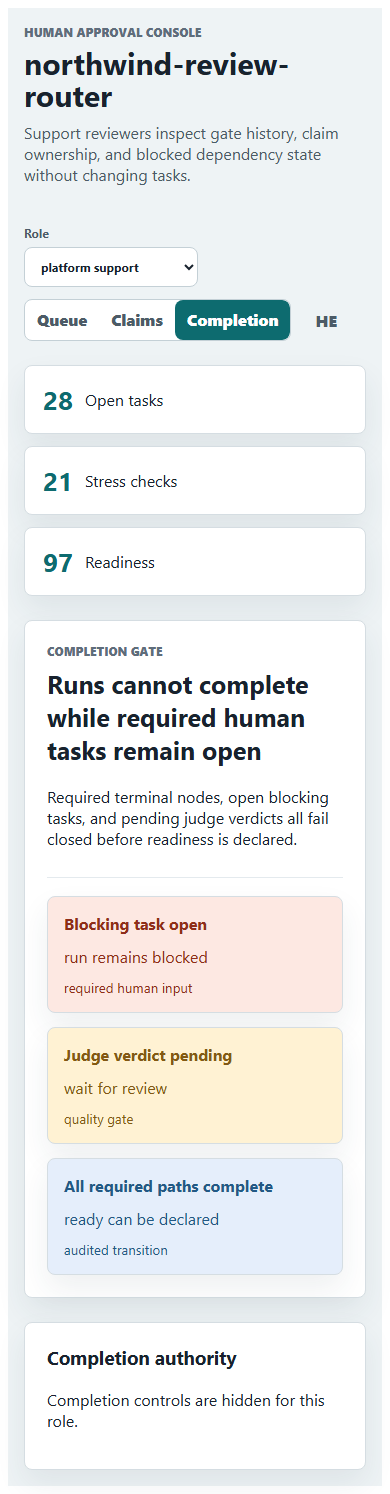 HUMAN APPROVAL CONSOLE
northwind-review-
router
Support reviewers inspect gate history, claim
ownership, and blocked dependency state
without changing tasks.
Role
platform support
Queue Claims Completion HE
28 Open tasks
21 Stress checks
97 Readiness
COMPLETION GATE
Runs cannot complete
while required human
tasks remain open
Required terminal nodes, open blocking
tasks, and pending judge verdicts all fail
closed before readiness is declared.
Blocking task open
run remains blocked
required human input
Judge verdict pending
wait for review
quality gate
All required paths complete
ready can be declared
audited transition
Completion authority
Completion controls are hidden for this
role.